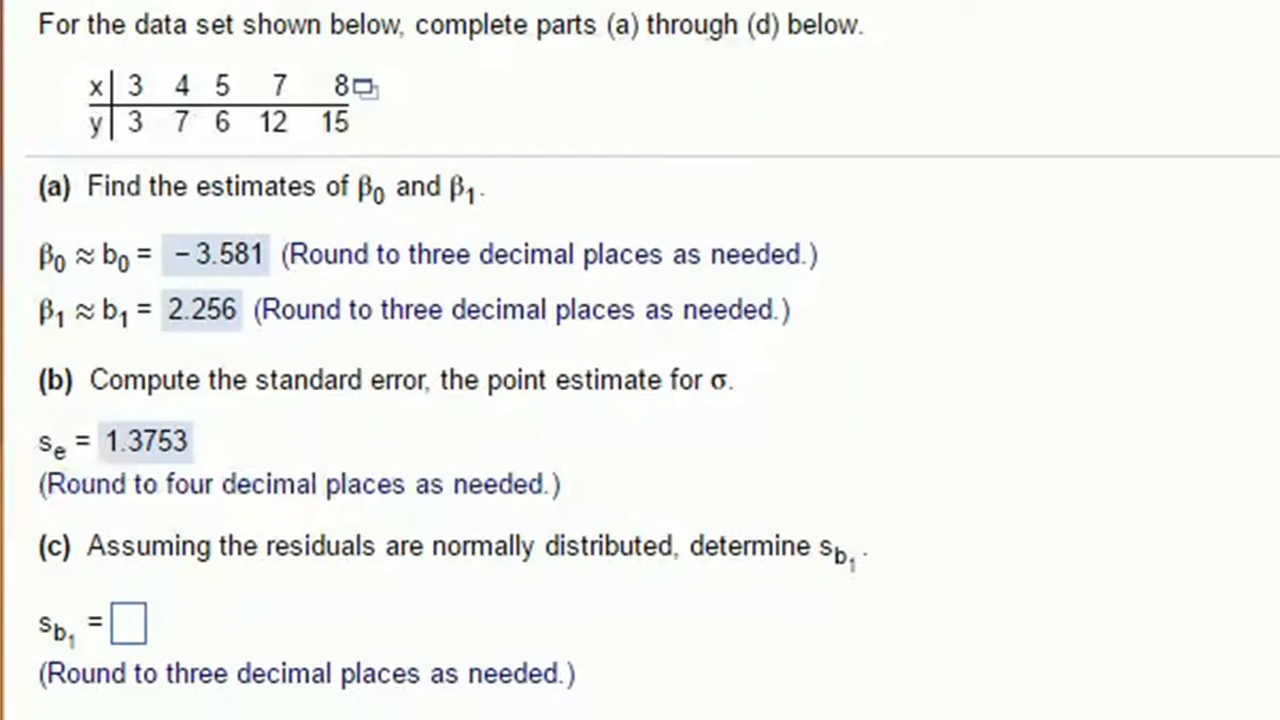 For the data set shown below, complete parts (a) through (d) below.
x 3 4 5 7 8
y 3 7 6 12 15
(a) Find the estimates of β₀ and β₁.
β₀ ≈ b₀ = − 3.581 (Round to three decimal places as needed.)
β₁ ≈ b₁ = 2.256 (Round to three decimal places as needed.)
(b) Compute the standard error, the point estimate for σ.
sₑ = 1.3753
(Round to four decimal places as needed.)
(c) Assuming the residuals are normally distributed, determine s_b₁.
s_b₁ =
(Round to three decimal places as needed.)